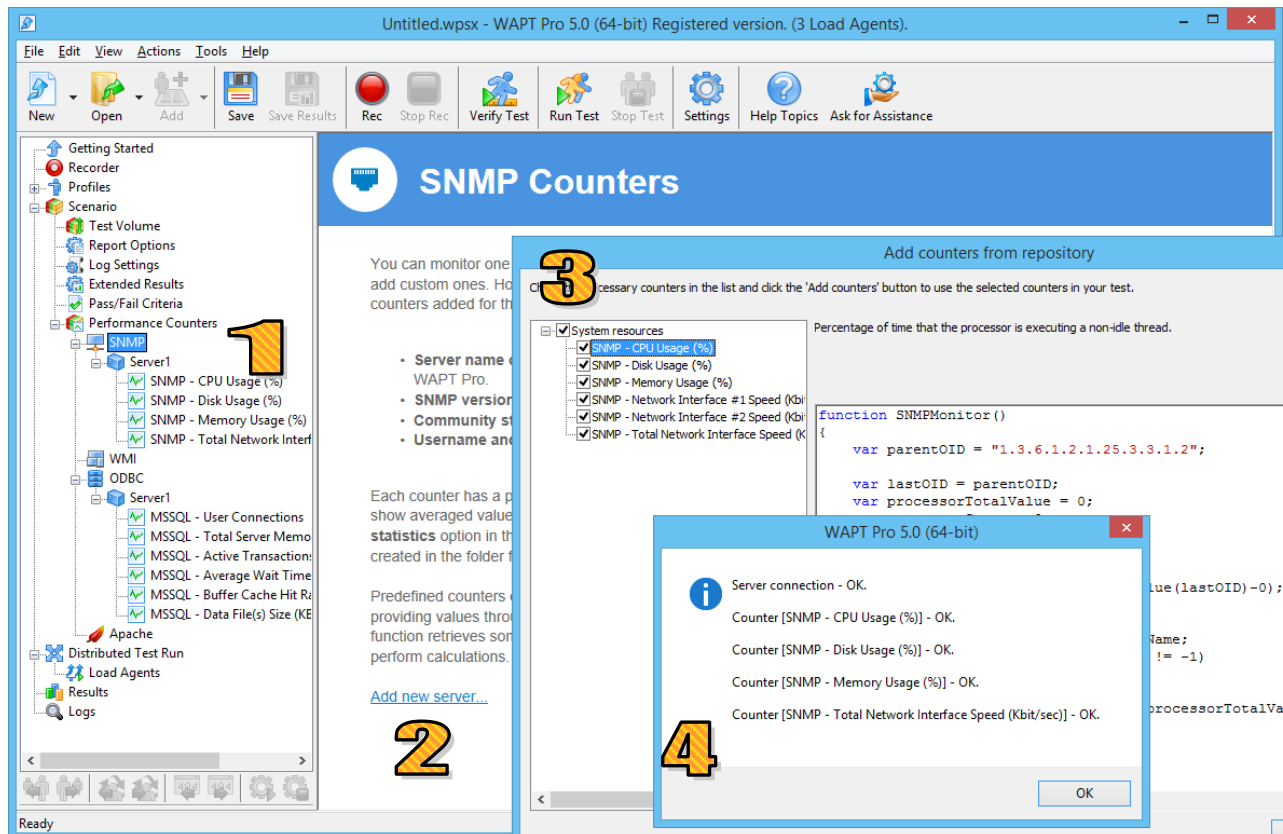 Untitled.wpsx - WAPT Pro 5.0 (64-bit) Registered version. (3 Load Agents).
File Edit View Actions Tools Help
New Open Add Save Save Results Rec Stop Rec Verify Test Run Test Stop Test Settings Help Topics Ask for Assistance
Getting Started
Recorder
Profiles
Scenario
Test Volume
Report Options
Log Settings
Extended Results
Pass/Fail Criteria
Performance Counters
SNMP
Server1
SNMP - CPU Usage (%)
SNMP - Disk Usage (%)
SNMP - Memory Usage (%)
SNMP - Total Network Interf
WMI
ODBC
Server1
MSSQL - User Connections
MSSQL - Total Server Memo
MSSQL - Active Transaction
MSSQL - Average Wait Time
MSSQL - Buffer Cache Hit Ra
MSSQL - Data File(s) Size (KB
Apache
Distributed Test Run
Load Agents
Results
Logs
Ready
1
SNMP Counters
You can monitor one
add custom ones. Ho
counters added for th
• Server name
WAPT Pro.
• SNMP version
• Community st
• Username and
Each counter has a p
show averaged value
statistics option in th
created in the folder f
Predefined counters
providing values throu
function retrieves son
perform calculations.
Add new server...
2
3
Add counters from repository
cessary counters in the list and click the 'Add counters' button to use the selected counters in your test.
System resources
SNMP - CPU Usage (%)
SNMP - Disk Usage (%)
SNMP - Memory Usage (%)
SNMP - Network Interface #1 Speed (Kbi
SNMP - Network Interface #2 Speed (Kbi
SNMP - Total Network Interface Speed (K
Percentage of time that the processor is executing a non-idle thread.
function SNMPMonitor()
{
var parentOID = "1.3.6.1.2.1.25.3.3.1.2";
var lastOID = parentOID;
var processorTotalValue = 0;
lue(lastOID)-0);
Name;
!= -1)
processorTotalVa
4
WAPT Pro 5.0 (64-bit)
Server connection - OK.
Counter [SNMP - CPU Usage (%)] - OK.
Counter [SNMP - Disk Usage (%)] - OK.
Counter [SNMP - Memory Usage (%)] - OK.
Counter [SNMP - Total Network Interface Speed (Kbit/sec)] - OK.
OK